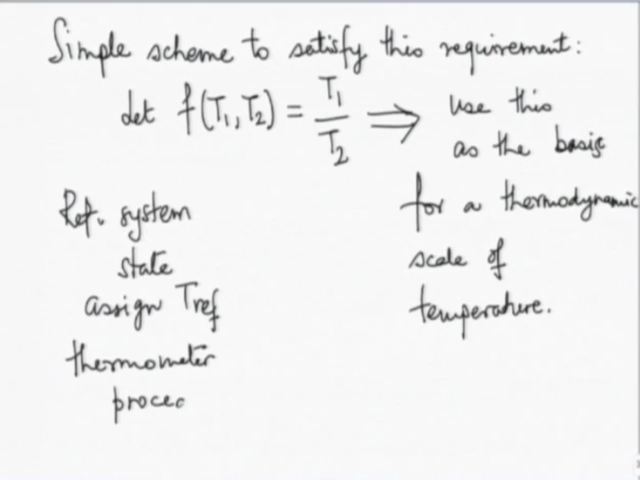 Simple scheme to satisfy this requirement:
let f(T1, T2) = T1/T2 ⟹ use this
as the basis
for a thermodynamic
scale of
temperature.
Ref. system
state
assign Tref
thermometer
proced